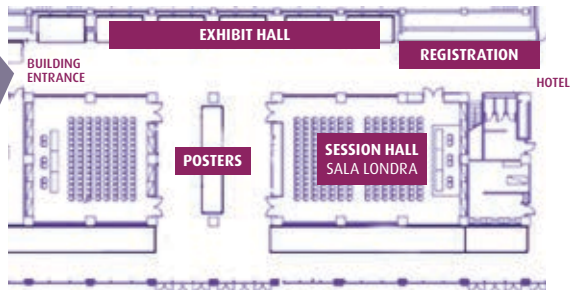 EXHIBIT HALL
REGISTRATION
BUILDING
ENTRANCE
HOTEL
POSTERS
SESSION HALL
SALA LONDRA